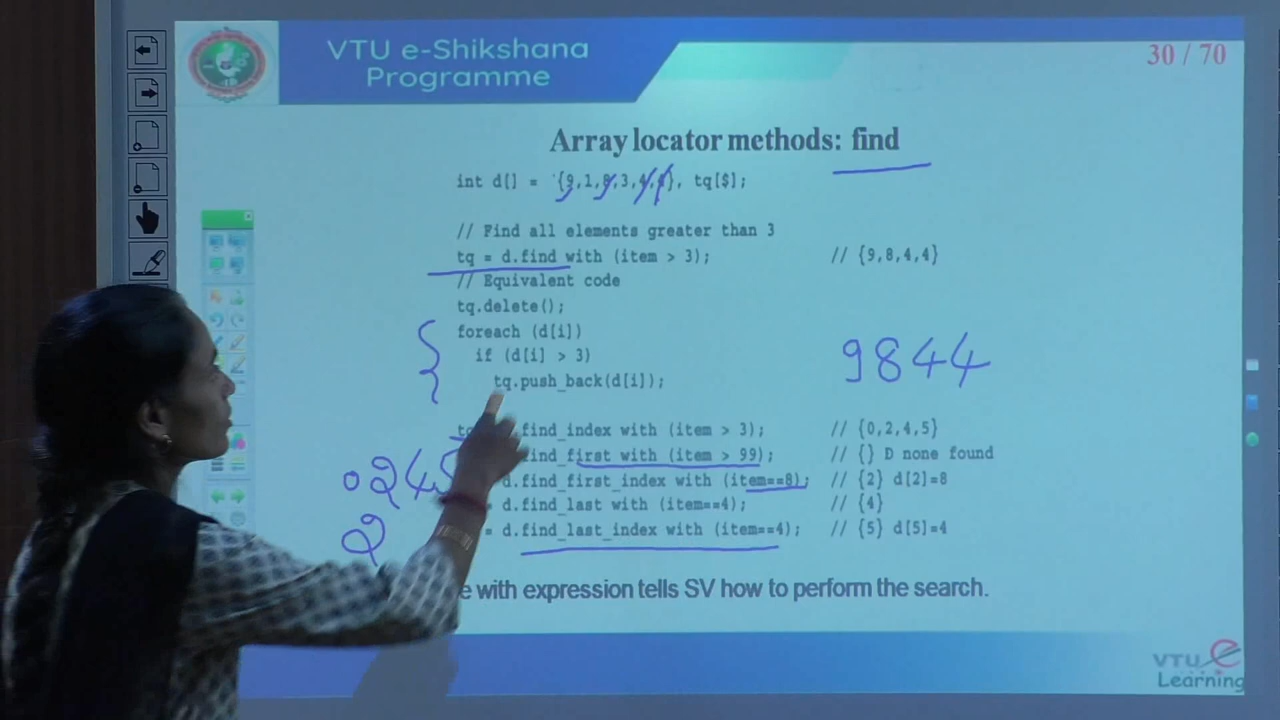 VTU e-Shikshana
Programme
30 / 70
Array locator methods: find
int d[] = '{9,1,8,3,4,4}, tq[$];
// Find all elements greater than 3
tq = d.find with (item > 3); // {9,8,4,4}
// Equivalent code
tq.delete();
foreach (d[i])
if (d[i] > 3)
tq.push_back(d[i]);
9844
find_index with (item > 3); // {0,2,4,5}
find_first with (item > 99); // {} D none found
d.find_first_index with (item==8); // {2} d[2]=8
= d.find_last with (item==4); // {4}
= d.find_last_index with (item==4); // {5} d[5]=4
0245
2
with expression tells SV how to perform the search.
VTU e
Learning